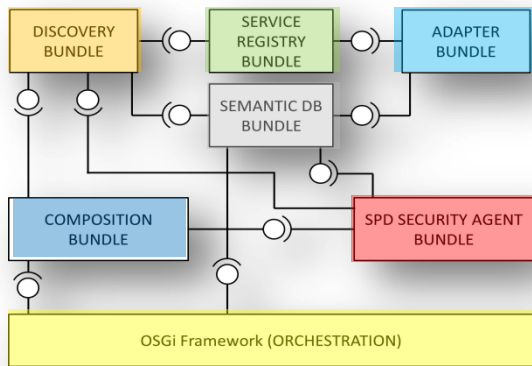 DISCOVERY
BUNDLE
SERVICE
REGISTRY
BUNDLE
ADAPTER
BUNDLE
SEMANTIC DB
BUNDLE
COMPOSITION
BUNDLE
SPD SECURITY AGENT
BUNDLE
OSGi Framework (ORCHESTRATION)